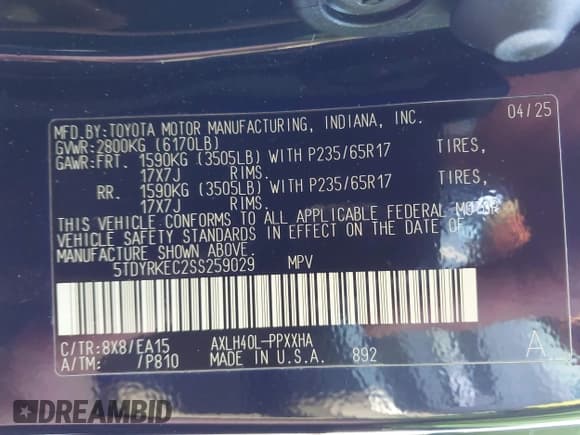 MFD. BY: TOYOTA MOTOR MANUFACTURING, INDIANA, INC. 04/25
GVWR: 2800KG (6170LB)
GAWR: FRT. 1590KG (3505LB) WITH P235/65R17 TIRES,
17X7J RIMS.
RR. 1590KG (3505LB) WITH P235/65R17 TIRES,
17X7J RIMS.
THIS VEHICLE CONFORMS TO ALL APPLICABLE FEDERAL MOTOR
VEHICLE SAFETY STANDARDS IN EFFECT ON THE DATE OF
MANUFACTURE SHOWN ABOVE.
5TDYRKEC2SS259029 MPV
C/TR: 8X8/EA15 AXLH40L-PPXXHA
A/TM: /P810 MADE IN U.S.A. 892 A
DREAMBID